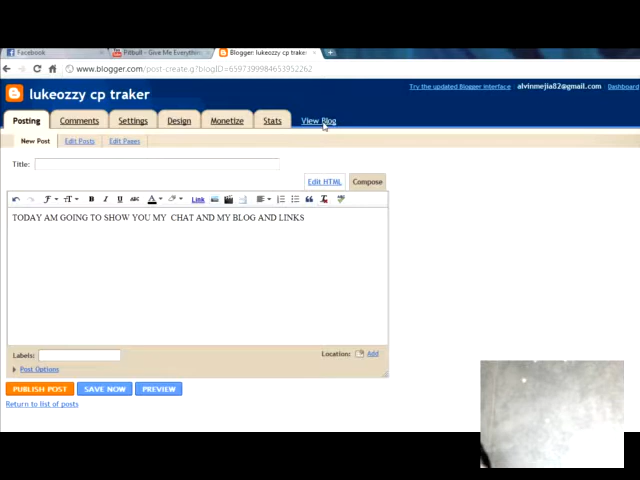 Facebook
Pitbull - Give Me Everythin
Blogger: lukeozzy cp traker
www.blogger.com/post-create.g?blogID=6597399984653952262
lukeozzy cp traker
Try the updated Blogger interface
alvinmejia82@gmail.com
Dashboard
Posting
Comments
Settings
Design
Monetize
Stats
View Blog
New Post
Edit Posts
Edit Pages
Title:
Edit HTML
Compose
Link
ABC
TODAY AM GOING TO SHOW YOU MY CHAT AND MY BLOG AND LINKS
Labels:
Location:
Add
Post Options
PUBLISH POST
SAVE NOW
PREVIEW
Return to list of posts